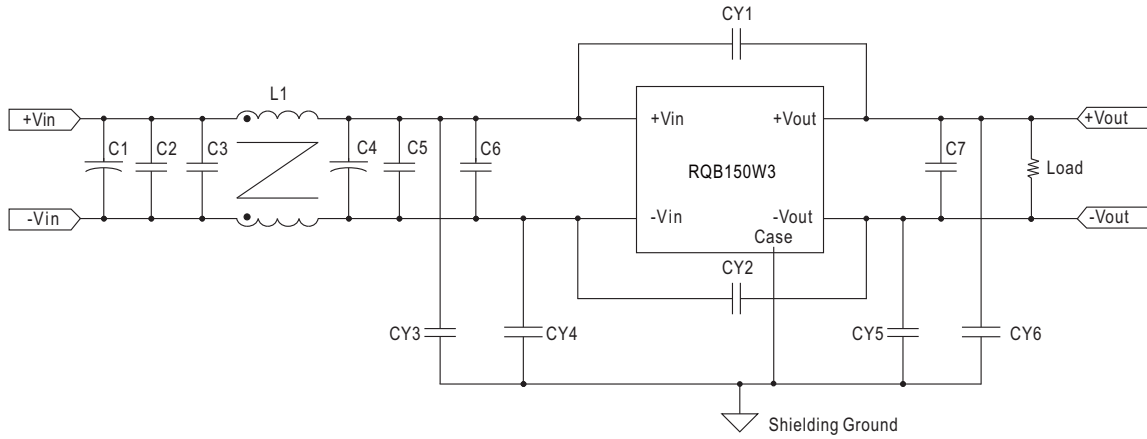 CY1
L1
+Vin
+Vin
+Vout
+Vout
C1
C2
C3
C4
C5
C6
C7
RQB150W3
Load
-Vin
-Vin
-Vout
-Vout
Case
CY2
CY3
CY4
CY5
CY6
Shielding Ground